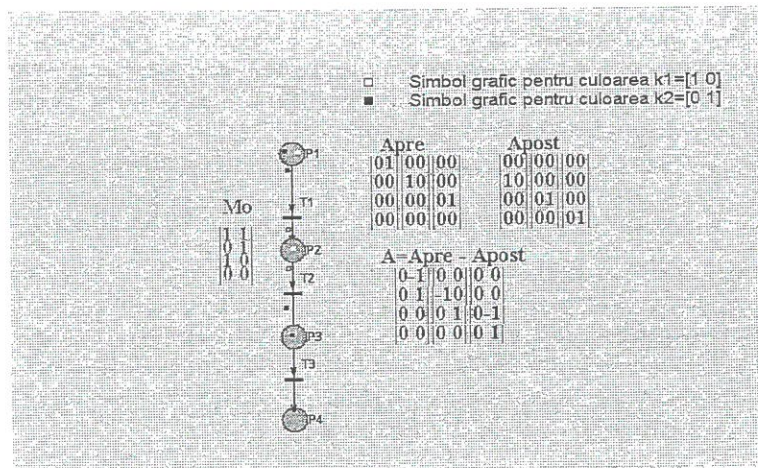 Simbol grafic pentru culoarea k1=[1 0]
Simbol grafic pentru culoarea k2=[0 1]
Apre
|01|00|00|
|00|10|00|
|00|00|01|
|00|00|00|
Apost
|00|00|00|
|10|00|00|
|00|01|00|
|00|00|01|
Mo
|1 1|
|0 1|
|1 0|
|0 0|
A=Apre - Apost
|0-1|0 0|0 0|
|0 1|-10|0 0|
|0 0|0 1|0-1|
|0 0|0 0|0 1|
P1
T1
P2
T2
P3
T3
P4